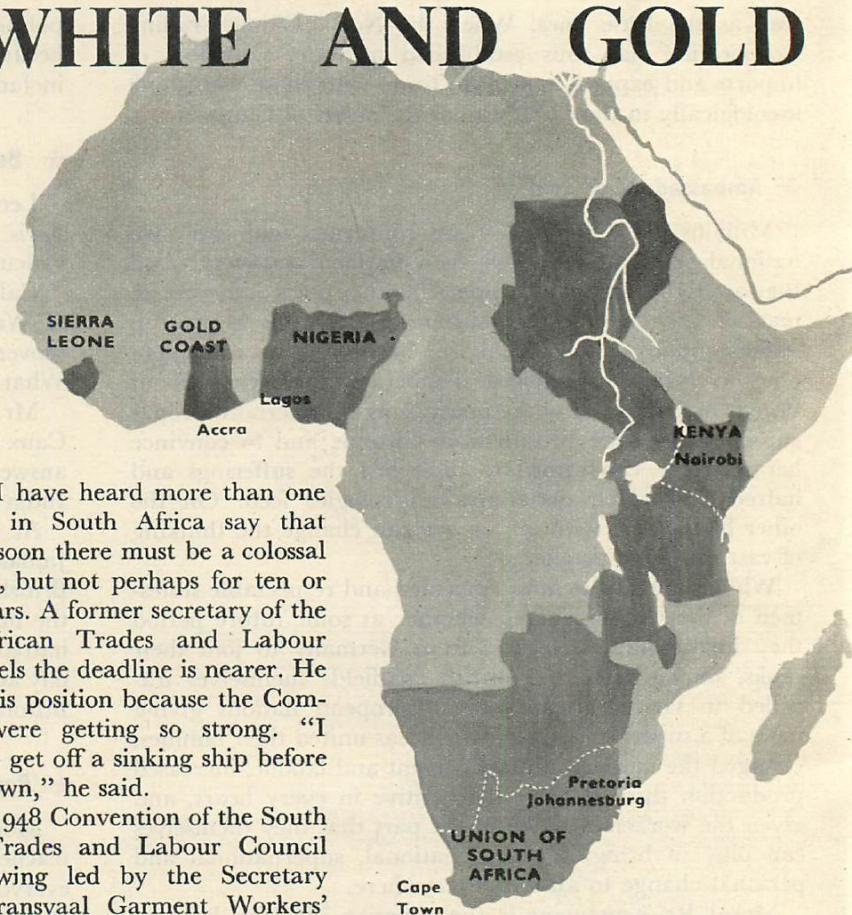 WHITE AND GOLD
SIERRA
LEONE
GOLD
COAST
NIGERIA
Lagos
Accra
KENYA
Nairobi
Pretoria
Johannesburg
UNION OF
SOUTH
AFRICA
Cape
Town
I have heard more than one
in South Africa say that
soon there must be a colossal
, but not perhaps for ten or
ars. A former secretary of the
rican Trades and Labour
els the deadline is nearer. He
is position because the Com-
were getting so strong. "I
get off a sinking ship before
own," he said.
948 Convention of the South
Trades and Labour Council
wing led by the Secretary
ransvaal Garment Workers'